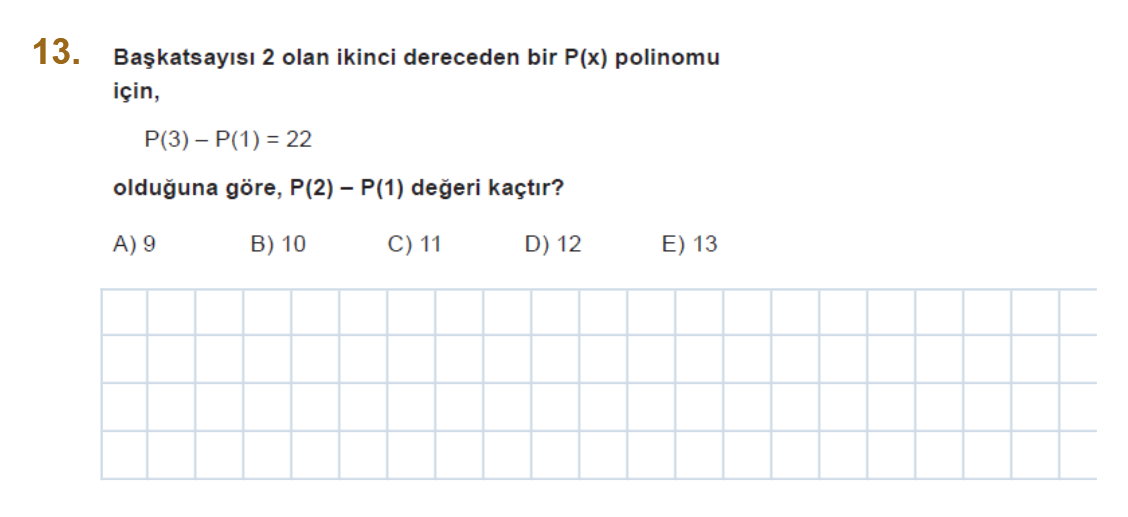 13. Başkatsayısı 2 olan ikinci dereceden bir P(x) polinomu
için,
P(3) – P(1) = 22
olduğuna göre, P(2) – P(1) değeri kaçtır?
A) 9 B) 10 C) 11 D) 12 E) 13